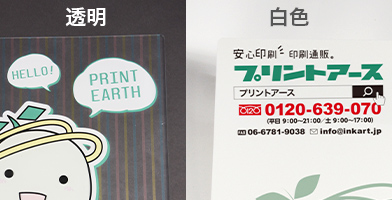 透明
HELLO!
PRINT
EARTH
白色
安心印刷 印刷通販。
プリントアース
プリントアース
0120-639-070
(平日 9:00~21:00/土 9:00~17:00)
FAX 06-6781-9038 info@inkart.jp